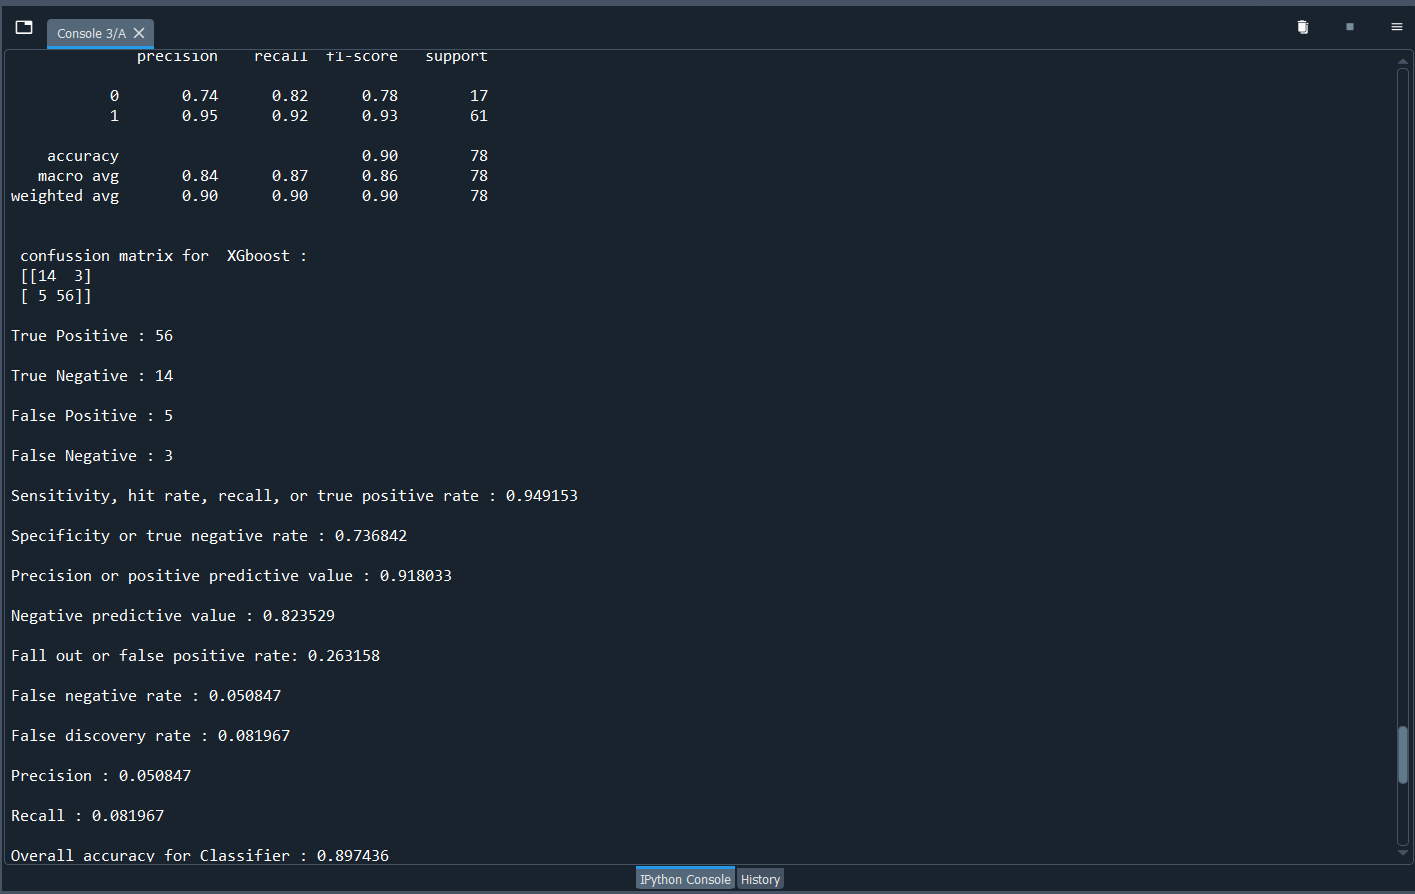 Console 3/A
precision recall f1-score support
0 0.74 0.82 0.78 17
1 0.95 0.92 0.93 61
accuracy 0.90 78
macro avg 0.84 0.87 0.86 78
weighted avg 0.90 0.90 0.90 78
confussion matrix for XGboost :
[[14 3]
[ 5 56]]
True Positive : 56
True Negative : 14
False Positive : 5
False Negative : 3
Sensitivity, hit rate, recall, or true positive rate : 0.949153
Specificity or true negative rate : 0.736842
Precision or positive predictive value : 0.918033
Negative predictive value : 0.823529
Fall out or false positive rate: 0.263158
False negative rate : 0.050847
False discovery rate : 0.081967
Precision : 0.050847
Recall : 0.081967
Overall accuracy for Classifier : 0.897436
IPython Console History